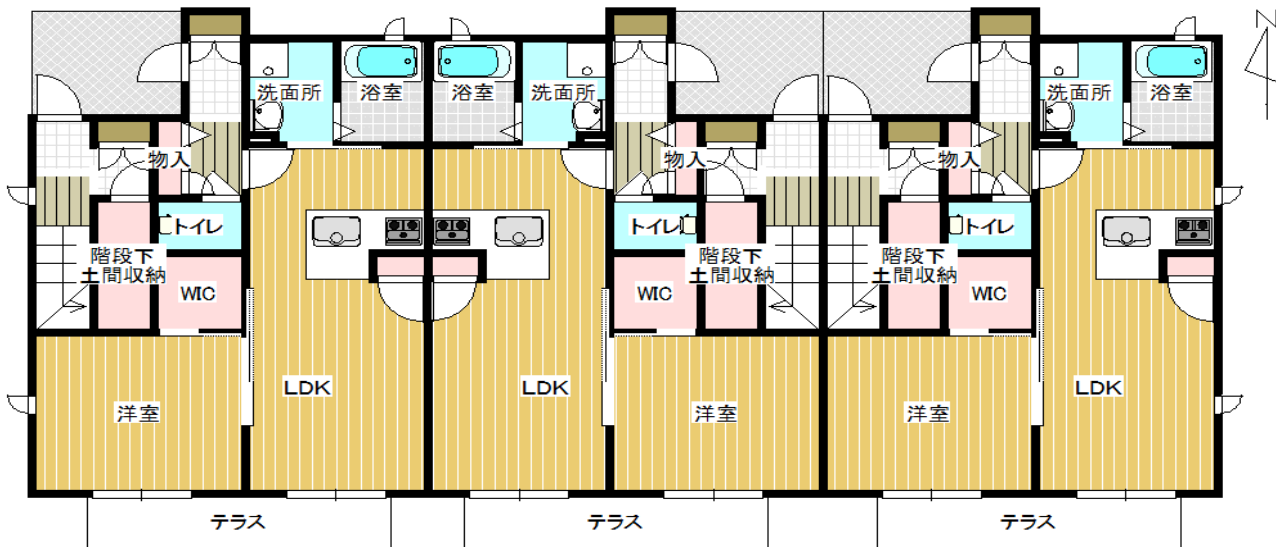 N
洗面所
浴室
浴室
洗面所
洗面所
浴室
物入
物入
物入
トイレ
トイレ
トイレ
階段下
土間収納
階段下
土間収納
階段下
土間収納
WIC
WIC
WIC
LDK
LDK
LDK
洋室
洋室
洋室
テラス
テラス
テラス